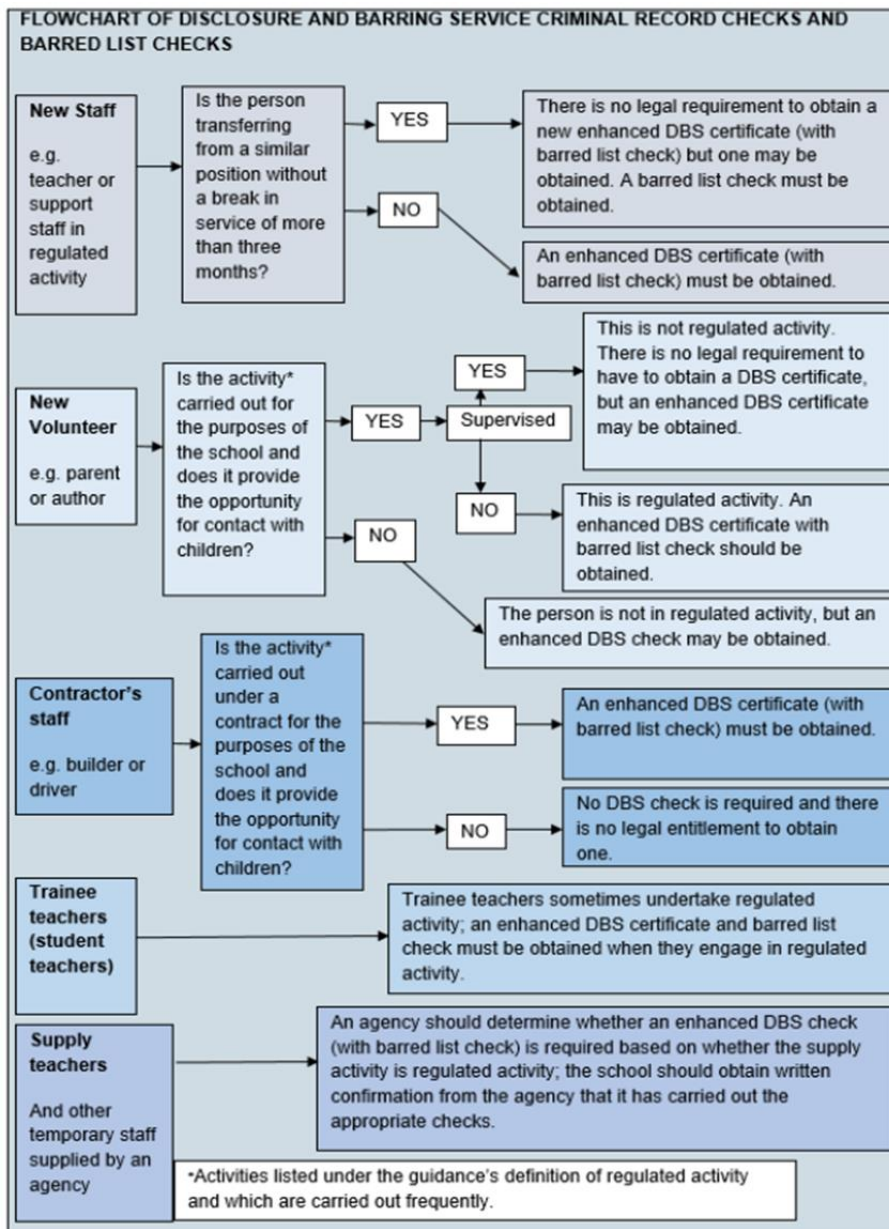 FLOWCHART OF DISCLOSURE AND BARRING SERVICE CRIMINAL RECORD CHECKS AND
BARRED LIST CHECKS
New Staff
e.g.
teacher or
support
staff in
regulated
activity
Is the person
transferring
from a similar
position without
a break in
service of more
than three
months?
YES
There is no legal requirement to obtain a
new enhanced DBS certificate (with
barred list check) but one may be
obtained. A barred list check must be
obtained.
NO
An enhanced DBS certificate (with
barred list check) must be obtained.
New
Volunteer
e.g. parent
or author
Is the activity*
carried out for
the purposes of
the school and
does it provide
the opportunity
for contact with
children?
YES
Supervised
YES
This is not regulated activity.
There is no legal requirement to
have to obtain a DBS certificate,
but an enhanced DBS certificate
may be obtained.
NO
This is regulated activity. An
enhanced DBS certificate with
barred list check should be
obtained.
NO
The person is not in regulated activity, but an
enhanced DBS check may be obtained.
Contractor's
staff
e.g. builder or
driver
Is the activity*
carried out
under a
contract for the
purposes of the
school and
does it provide
the opportunity
for contact with
children?
YES
An enhanced DBS certificate (with
barred list check) must be obtained.
NO
No DBS check is required and there
is no legal entitlement to obtain
one.
Trainee
teachers
(student
teachers)
Trainee teachers sometimes undertake regulated
activity; an enhanced DBS certificate and barred list
check must be obtained when they engage in regulated
activity.
Supply
teachers
And other
temporary staff
supplied by an
agency
An agency should determine whether an enhanced DBS check
(with barred list check) is required based on whether the supply
activity is regulated activity; the school should obtain written
confirmation from the agency that it has carried out the
appropriate checks.
*Activities listed under the guidance's definition of regulated activity
and which are carried out frequently.